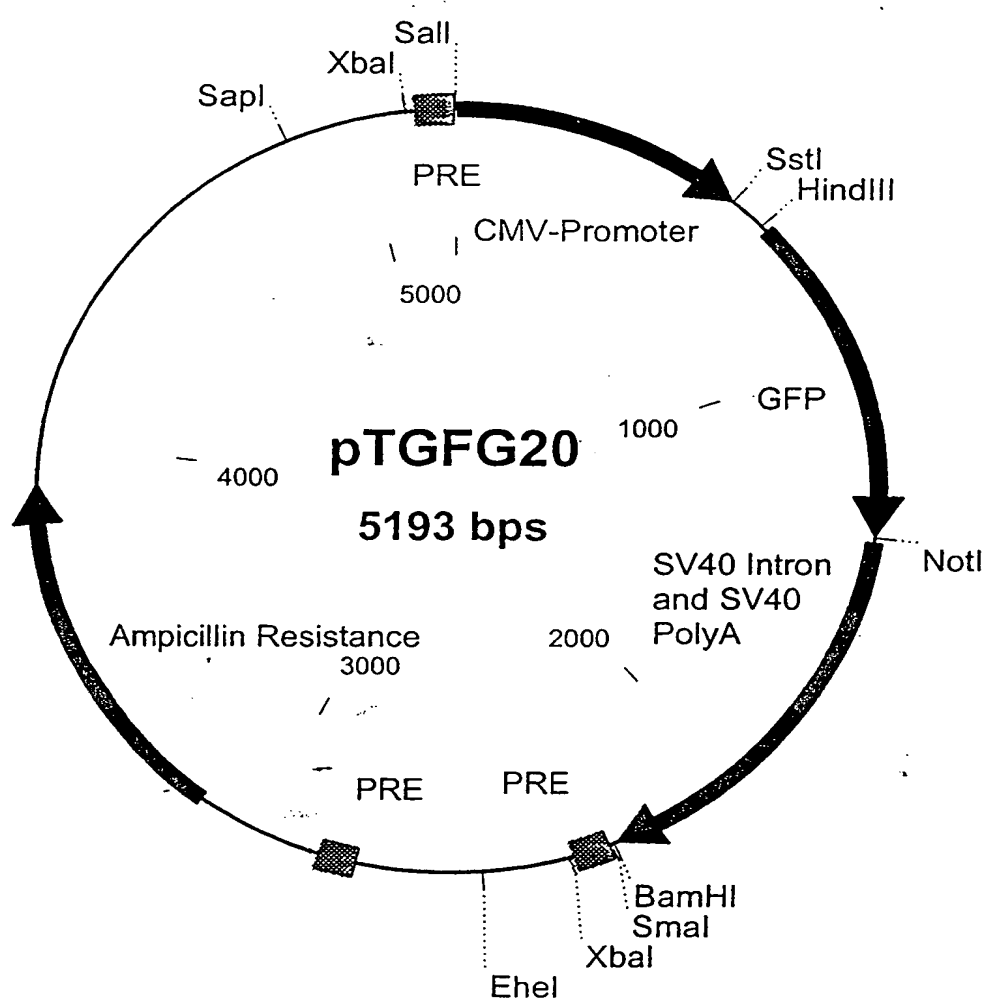 SalI
XbaI
SapI
SstI
HindIII
PRE
CMV-Promoter
5000
GFP
1000
pTGFG20
4000
5193 bps
NotI
SV40 Intron
and SV40
PolyA
Ampicillin Resistance
2000
3000
PRE
PRE
BamHI
SmaI
XbaI
EheI